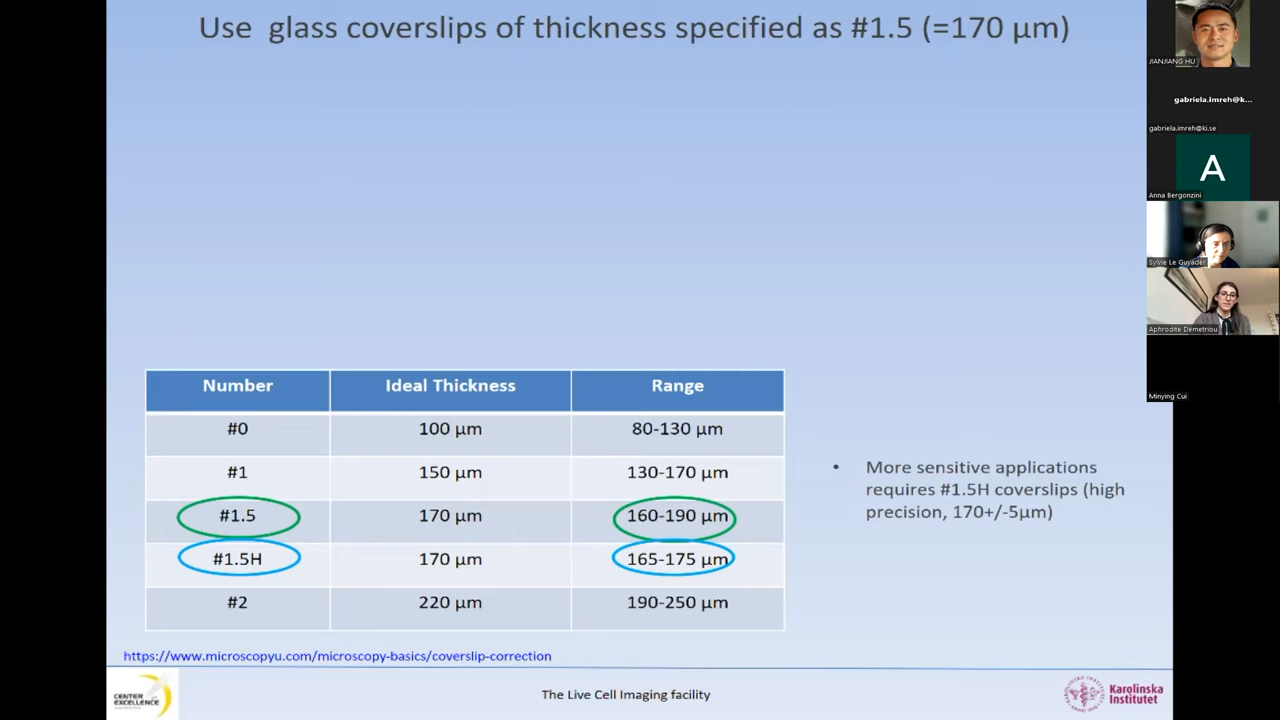 Use glass coverslips of thickness specified as #1.5 (=170 µm)
JIANJIANG HU
gabriela.imreh@k...
gabriela.imreh@ki.se
A
Anna Bergonzini
Sylvie Le Guyader
Aphrodite Demetriou
Minying Cui
Number Ideal Thickness Range
#0 100 µm 80-130 µm
#1 150 µm 130-170 µm
#1.5 170 µm 160-190 µm
#1.5H 170 µm 165-175 µm
#2 220 µm 190-250 µm
• More sensitive applications
requires #1.5H coverslips (high
precision, 170+/-5µm)
https://www.microscopyu.com/microscopy-basics/coverslip-correction
CENTER of
EXCELLENCE
The Live Cell Imaging facility
Karolinska
Institutet